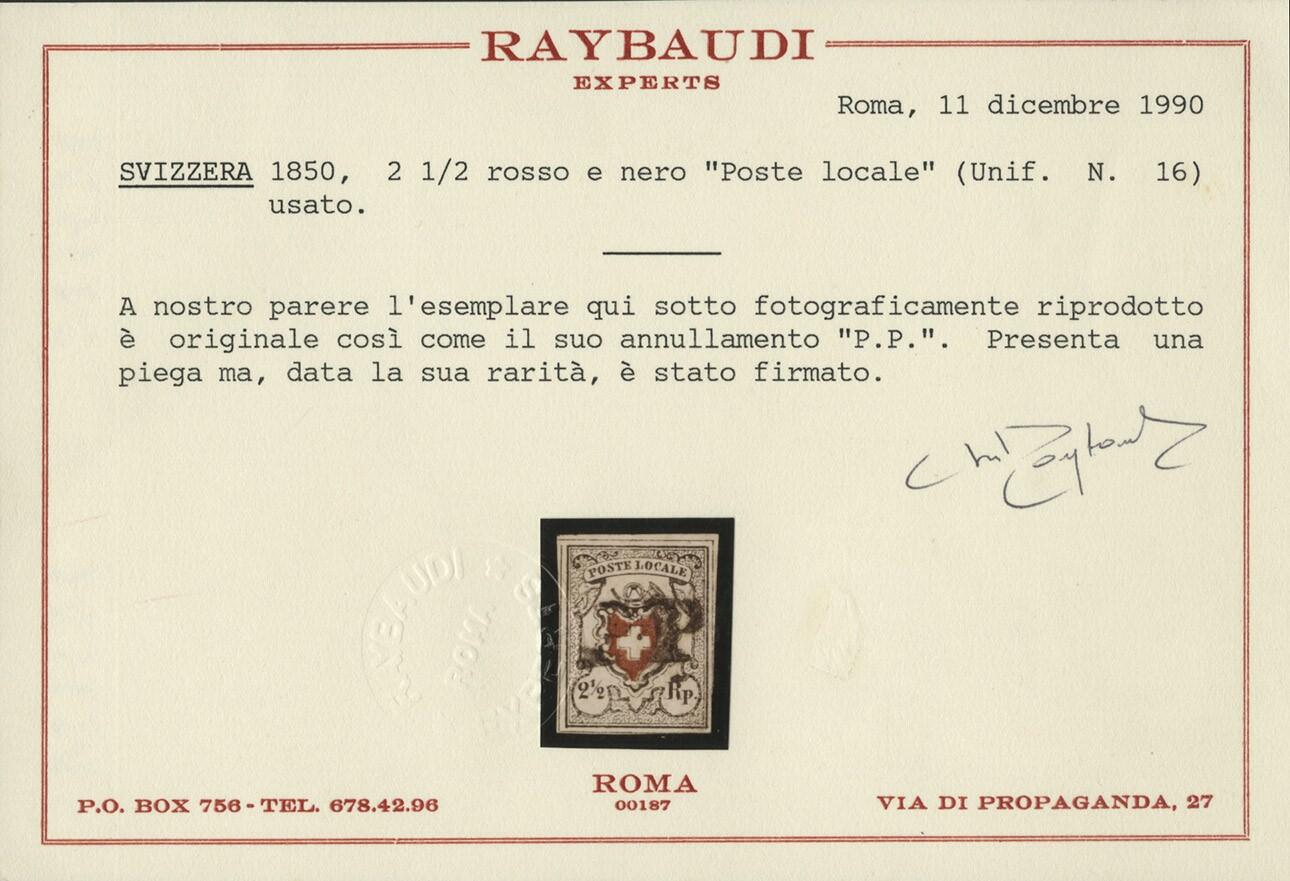 RAYBAUDI
EXPERTS
Roma, 11 dicembre 1990
SVIZZERA 1850, 2 1/2 rosso e nero "Poste locale" (Unif. N. 16)
usato.
A nostro parere l'esemplare qui sotto fotograficamente riprodotto
è originale così come il suo annullamento "P.P.". Presenta una
piega ma, data la sua rarità, è stato firmato.
POSTE LOCALE
P.P
2½ Rp.
RAYBAUDI
ROMA
ROMA
00187
P.O. BOX 756 - TEL. 678.42.96
VIA DI PROPAGANDA, 27